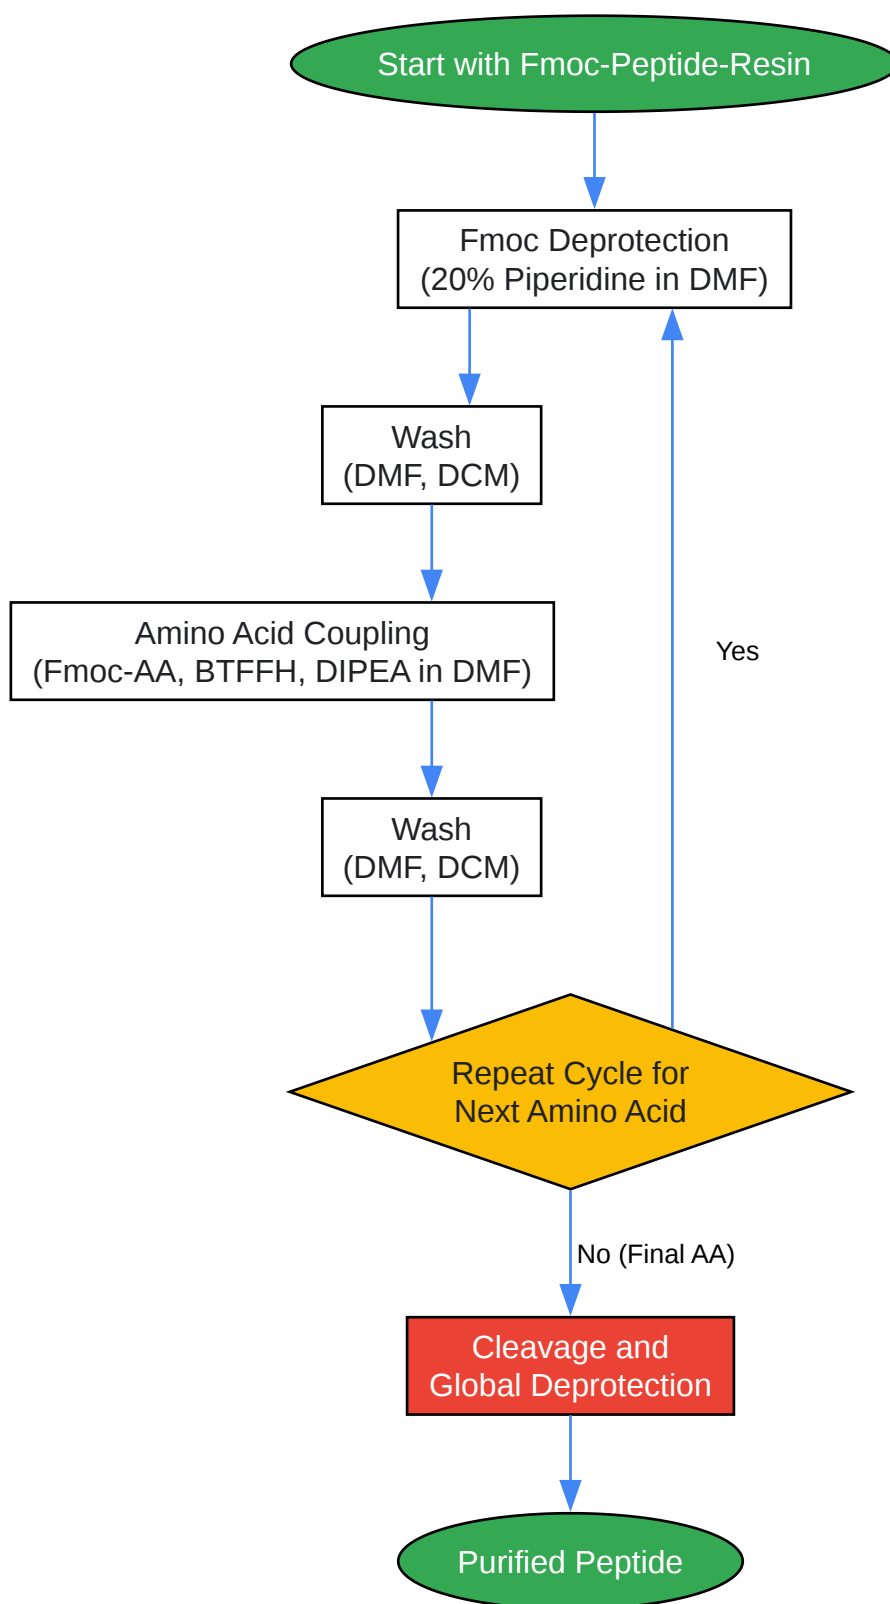 Start with Fmoc-Peptide-Resin
Fmoc Deprotection
(20% Piperidine in DMF)
Wash
(DMF, DCM)
Amino Acid Coupling
(Fmoc-AA, BTFFH, DIPEA in DMF)
Yes
Wash
(DMF, DCM)
Repeat Cycle for
Next Amino Acid
No (Final AA)
Cleavage and
Global Deprotection
Purified Peptide